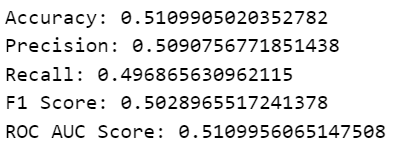 Accuracy: 0.5109905020352782
Precision: 0.5090756771851438
Recall: 0.496865630962115
F1 Score: 0.5028965517241378
ROC AUC Score: 0.5109956065147508